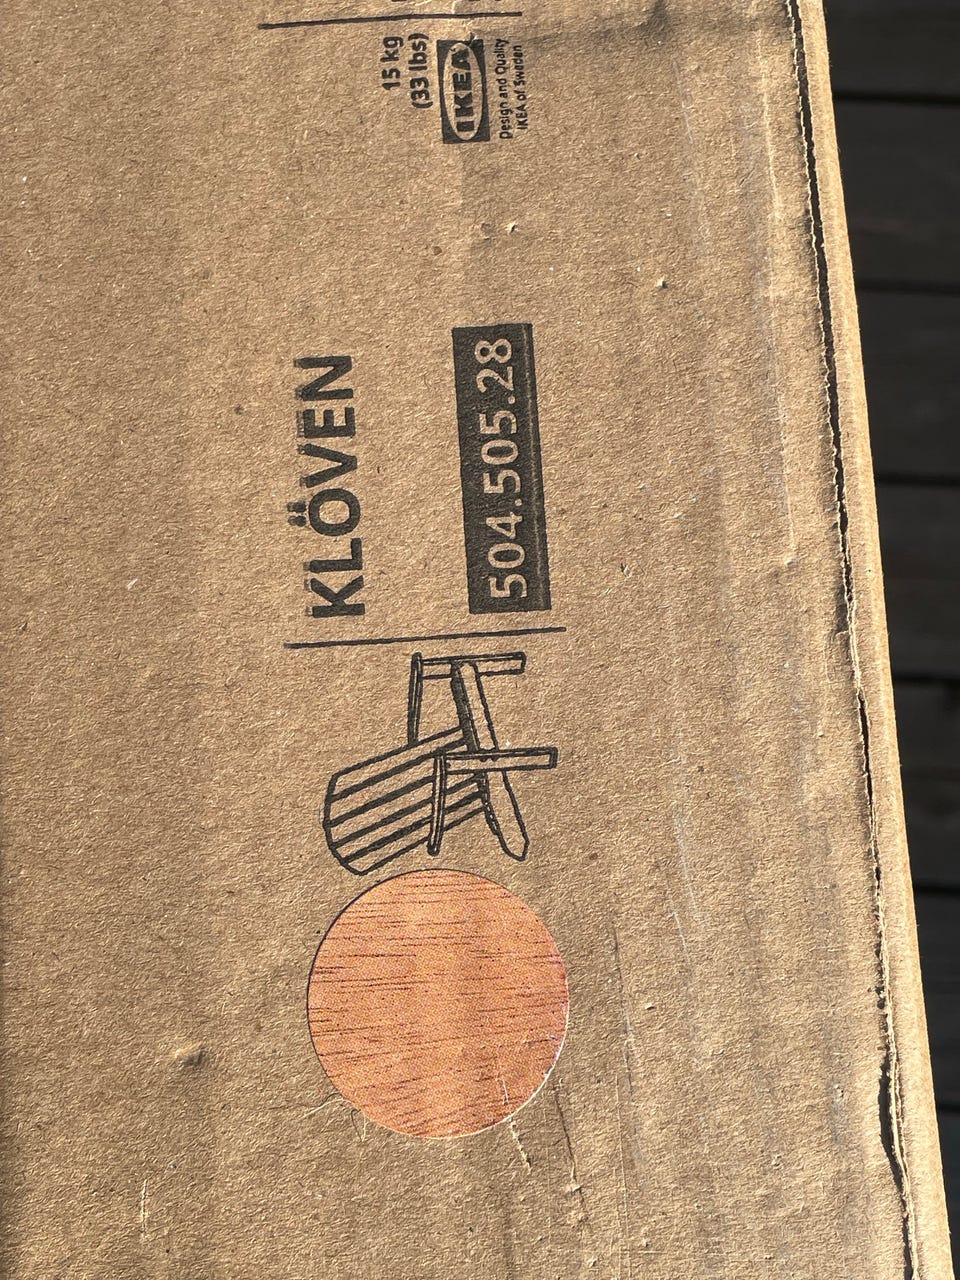 KLÖVEN
504.505.28
15 kg
(33 lbs)
IKEA
Design and Quality
IKEA of Sweden